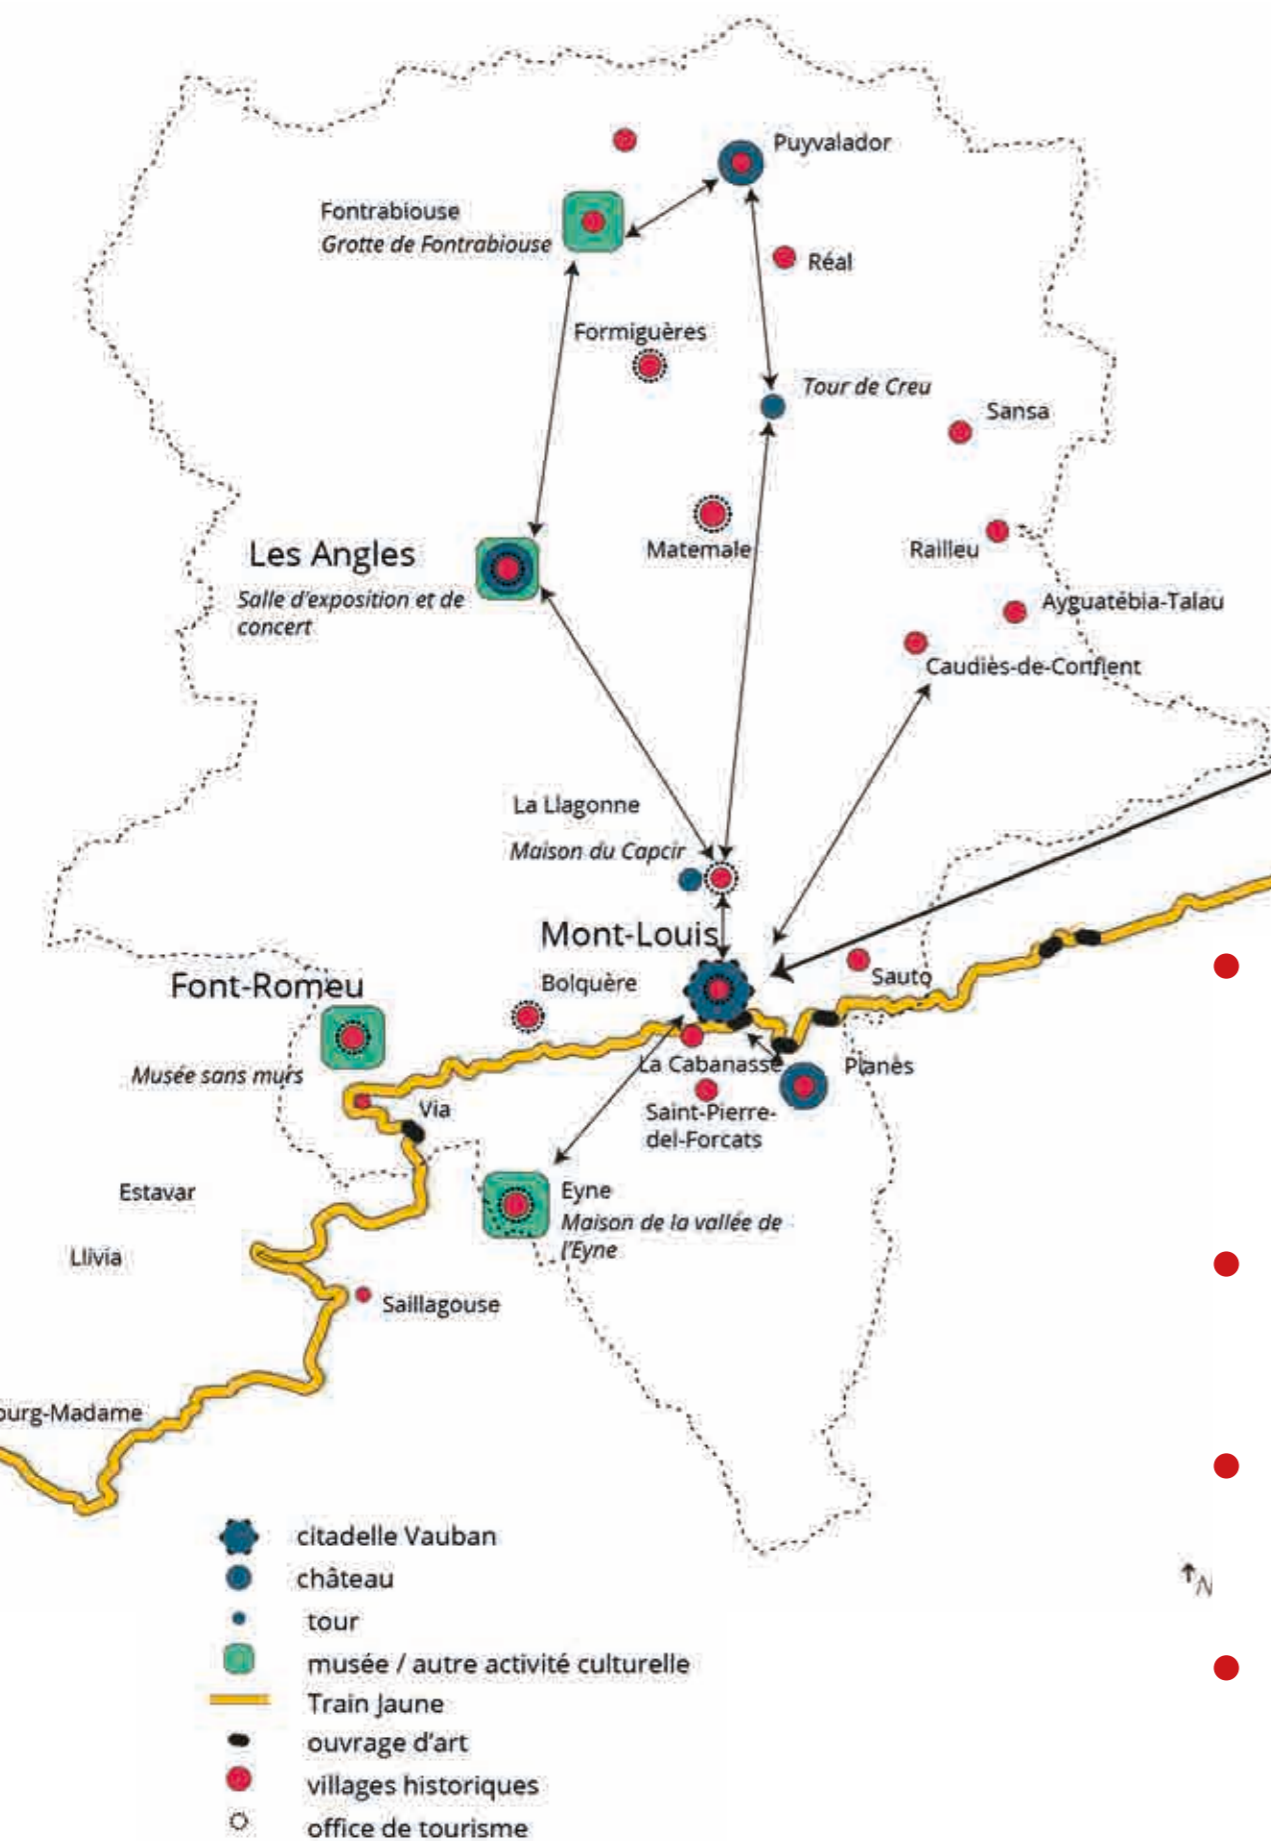 Puyvalador
Fontrabiouse
Grotte de Fontrabiouse
Réal
Formiguères
Tour de Creu
Sansa
Les Angles
Matemale
Railleu
Salle d'exposition et de
concert
Ayguatébia-Talau
Caudiès-de-Conflent
La Llagonne
Maison du Capcir
Mont-Louis
Font-Romeu
Bolquère
Sauto
La Cabanasse
Planès
Musée sans murs
Via
Saint-Pierre-
del-Forcats
Estavar
Eyne
Maison de la vallée de
l'Eyne
Llivia
Saillagouse
ourg-Madame
citadelle Vauban
château
tour
N
musée / autre activité culturelle
Train Jaune
ouvrage d'art
villages historiques
office de tourisme